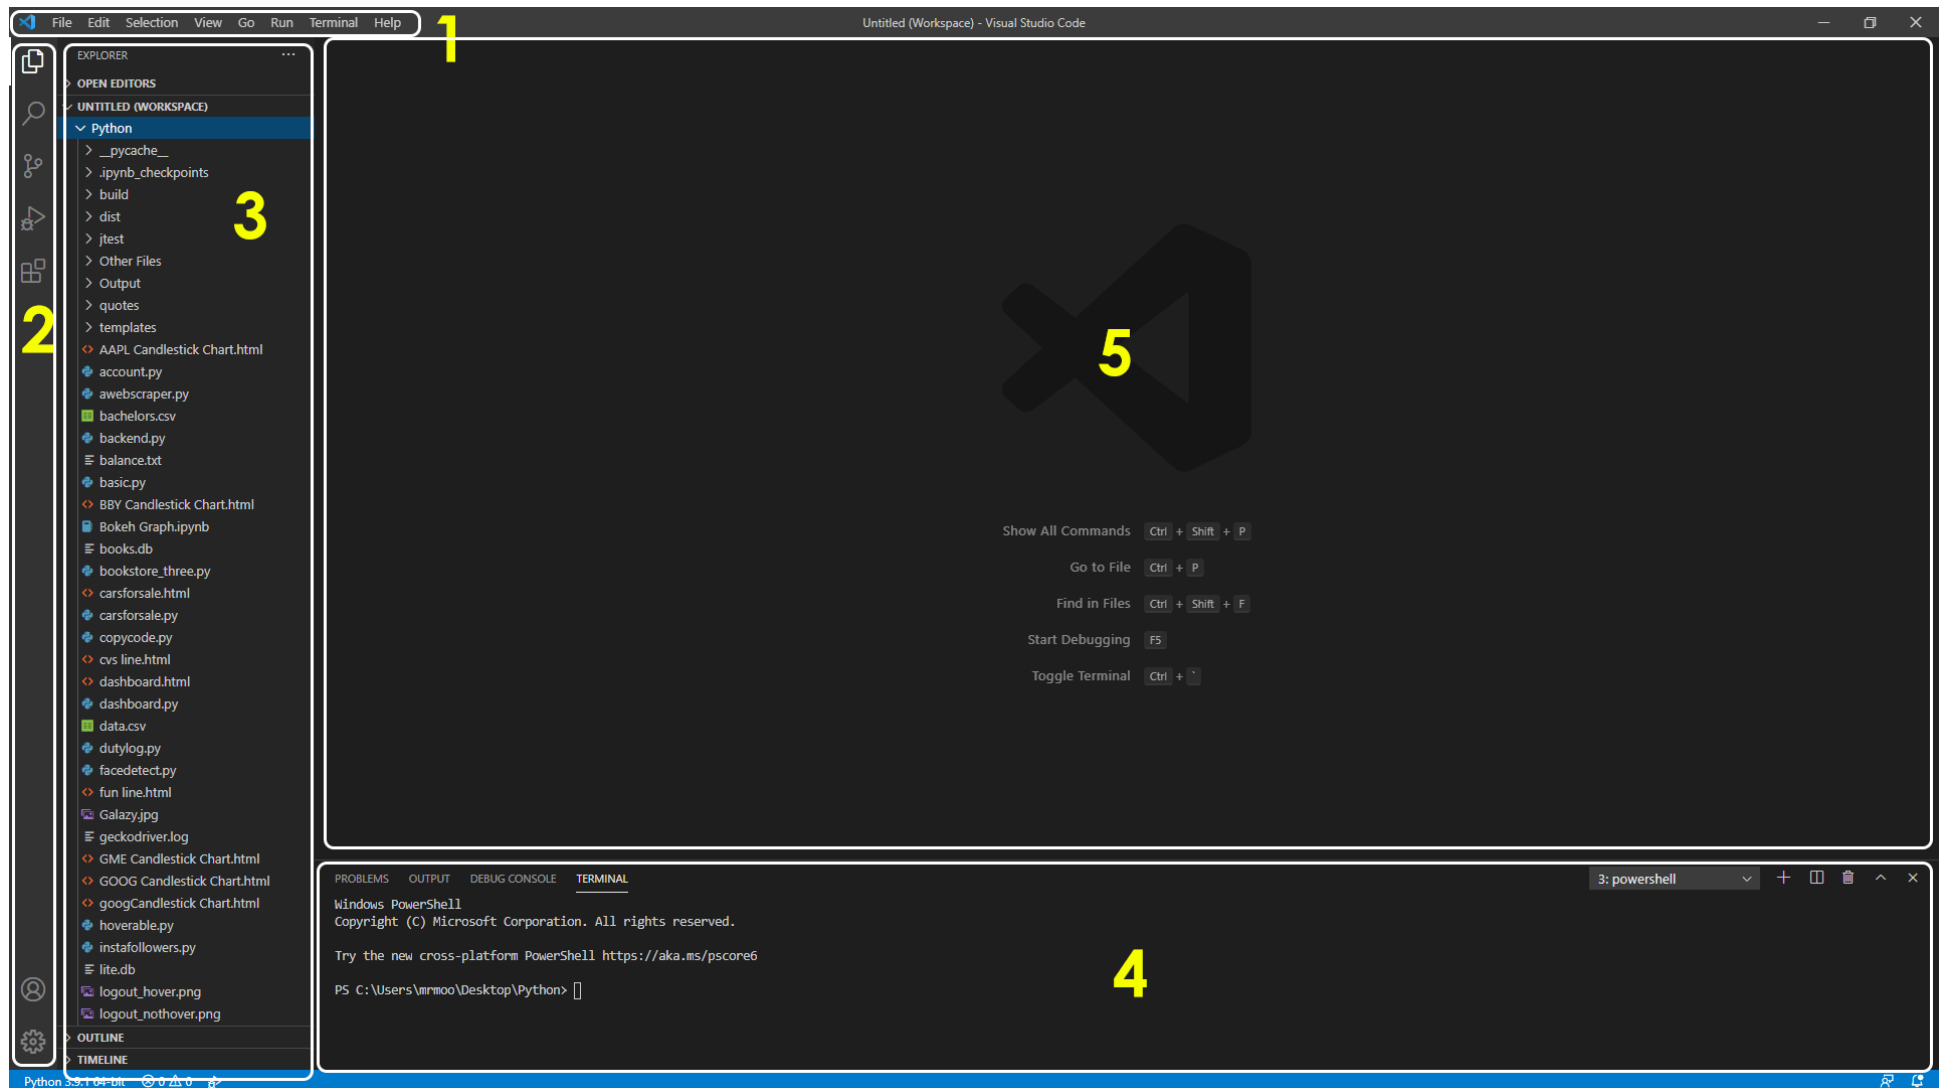 File Edit Selection View Go Run Terminal Help
Untitled (Workspace) - Visual Studio Code
1
EXPLORER
OPEN EDITORS
UNTITLED (WORKSPACE)
Python
__pycache__
.ipynb_checkpoints
build
dist
jtest
Other Files
Output
quotes
templates
AAPL Candlestick Chart.html
account.py
awebscraper.py
bachelors.csv
backend.py
balance.txt
basic.py
BBY Candlestick Chart.html
Bokeh Graph.ipynb
books.db
bookstore_three.py
carsforsale.html
carsforsale.py
copycode.py
cvs line.html
dashboard.html
dashboard.py
data.csv
dutylog.py
facedetect.py
fun line.html
Galazy.jpg
geckodriver.log
GME Candlestick Chart.html
GOOG Candlestick Chart.html
googCandlestick Chart.html
hoverable.py
instafollowers.py
lite.db
logout_hover.png
logout_nothover.png
OUTLINE
TIMELINE
2
3
5
Show All Commands Ctrl + Shift + P
Go to File Ctrl + P
Find in Files Ctrl + Shift + F
Start Debugging F5
Toggle Terminal Ctrl + `
PROBLEMS OUTPUT DEBUG CONSOLE TERMINAL
3: powershell
Windows PowerShell
Copyright (C) Microsoft Corporation. All rights reserved.
Try the new cross-platform PowerShell https://aka.ms/pscore6
PS C:\Users\mrmoo\Desktop\Python>
4
Python 3.9.1 64-bit 0 0